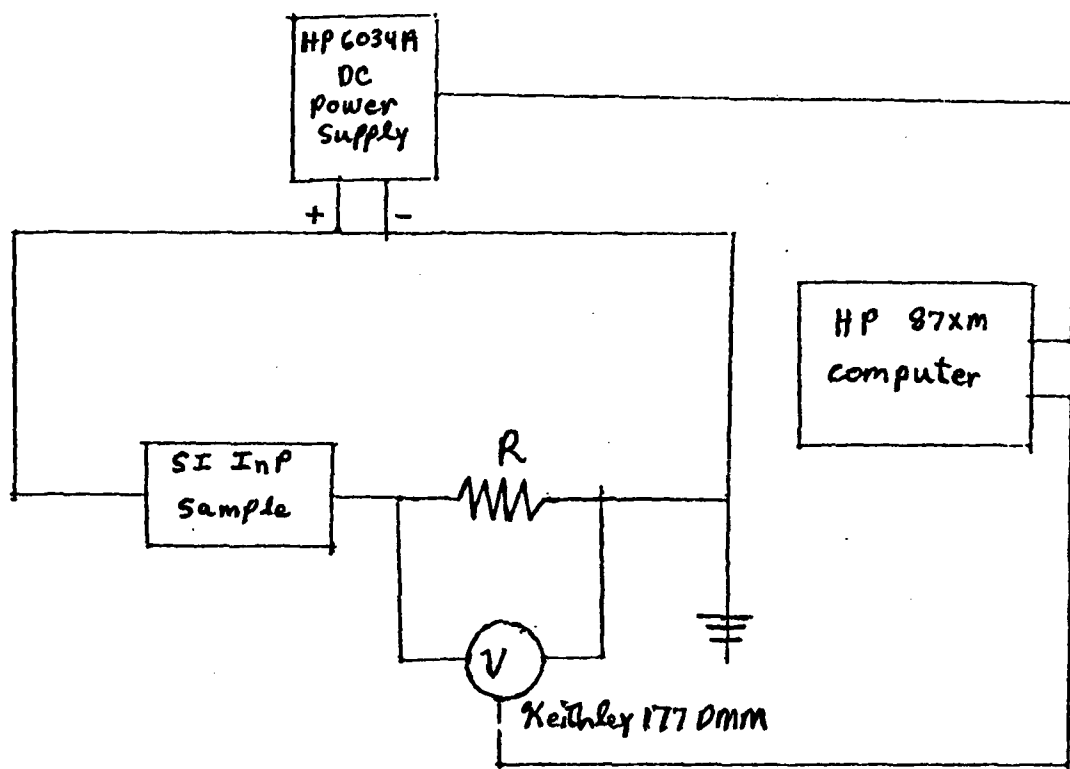 HP 6034A
DC
Power
Supply
+ -
HP 87xm
computer
R
SI InP
sample
V
Keithley 177 DMM